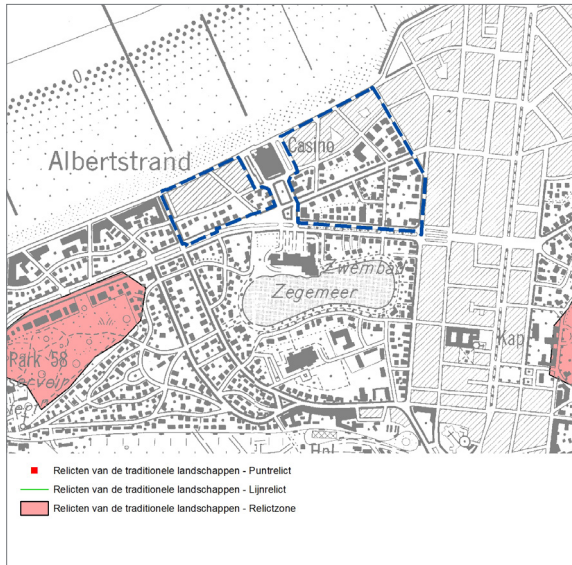 0
Casino
Albertstrand
Zwembad
Zegemeer
Kap
Park '58
Relicten van de traditionele landschappen - Puntrelict
Relicten van de traditionele landschappen - Lijnrelict
Relicten van de traditionele landschappen - Relictzone